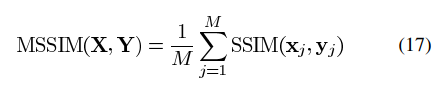 MSSIM(X, Y) = \frac{1}{M} \sum_{j=1}^{M} SSIM(x_j, y_j) (17)